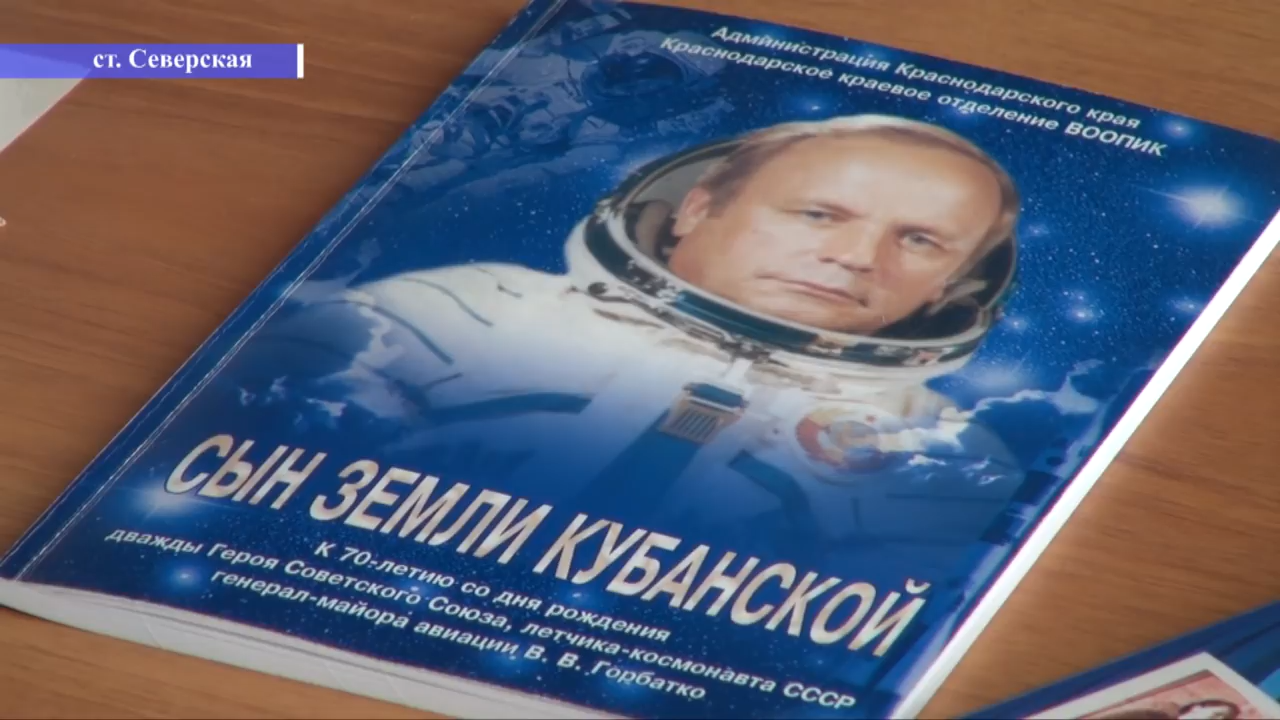 ст. Северская
Администрация Краснодарского края
Краснодарское краевое отделение ВООПИК
СЫН ЗЕМЛИ КУБАНСКОЙ
К 70-летию со дня рождения
дважды Героя Советского Союза, летчика-космонавта СССР
генерал-майора авиации В. В. Горбатко